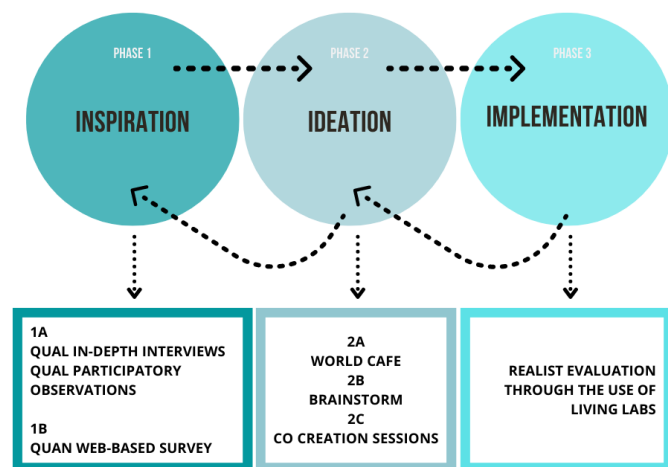 PHASE 1
PHASE 2
PHASE 3
INSPIRATION
IDEATION
IMPLEMENTATION
1A
QUAL IN-DEPTH INTERVIEWS
QUAL PARTICIPATORY
OBSERVATIONS
1B
QUAN WEB-BASED SURVEY
2A
WORLD CAFE
2B
BRAINSTORM
2C
CO CREATION SESSIONS
REALIST EVALUATION
THROUGH THE USE OF
LIVING LABS